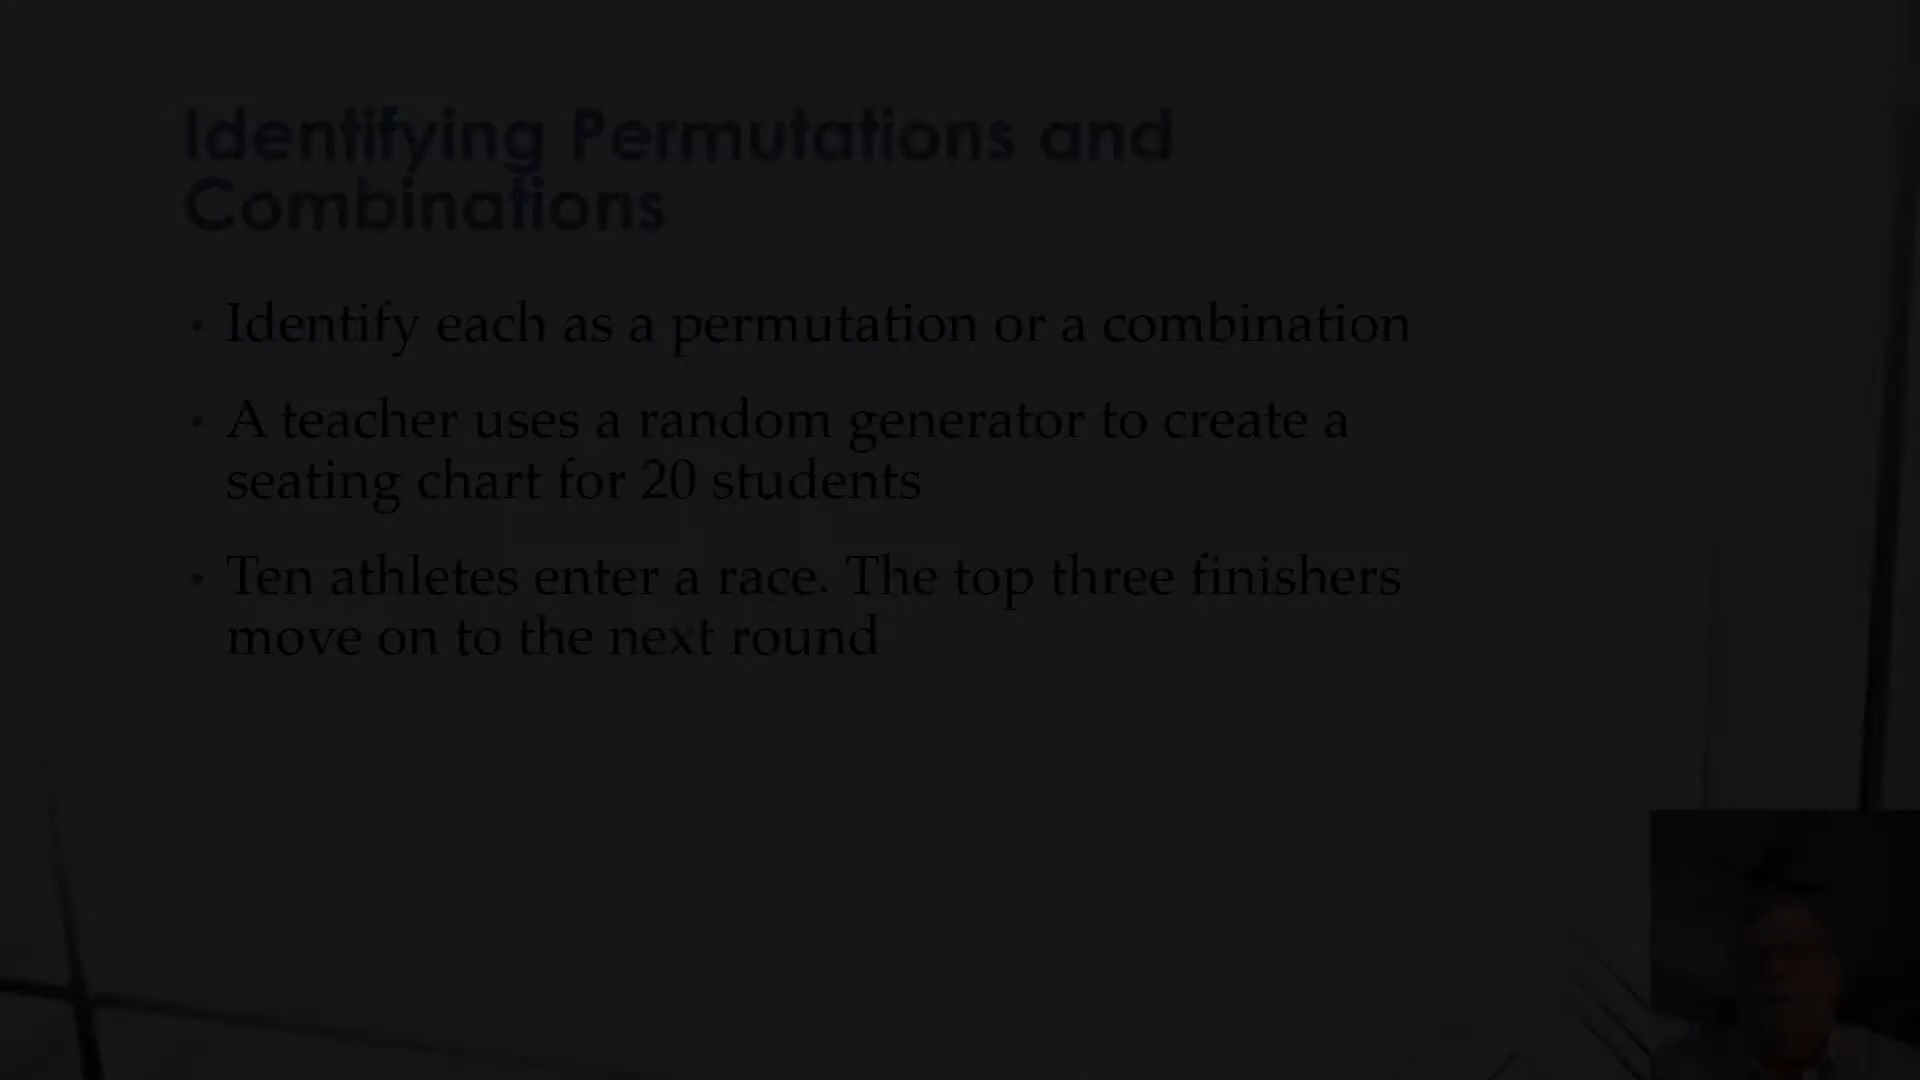 Identifying Permutations and
Combinations
• Identify each as a permutation or a combination
• A teacher uses a random generator to create a
seating chart for 20 students
• Ten athletes enter a race. The top three finishers
move on to the next round